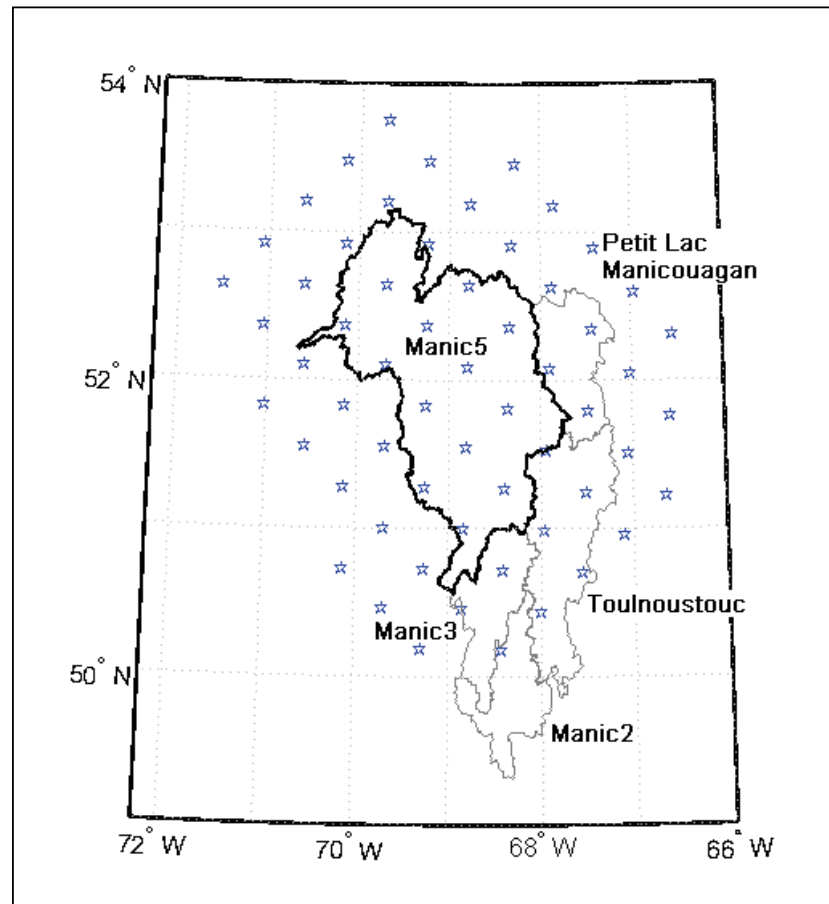 54° N
Petit Lac
Manicouagan
Manic5
52° N
Toulnoustouc
Manic3
50° N
Manic2
72° W
70° W
68° W
66° W